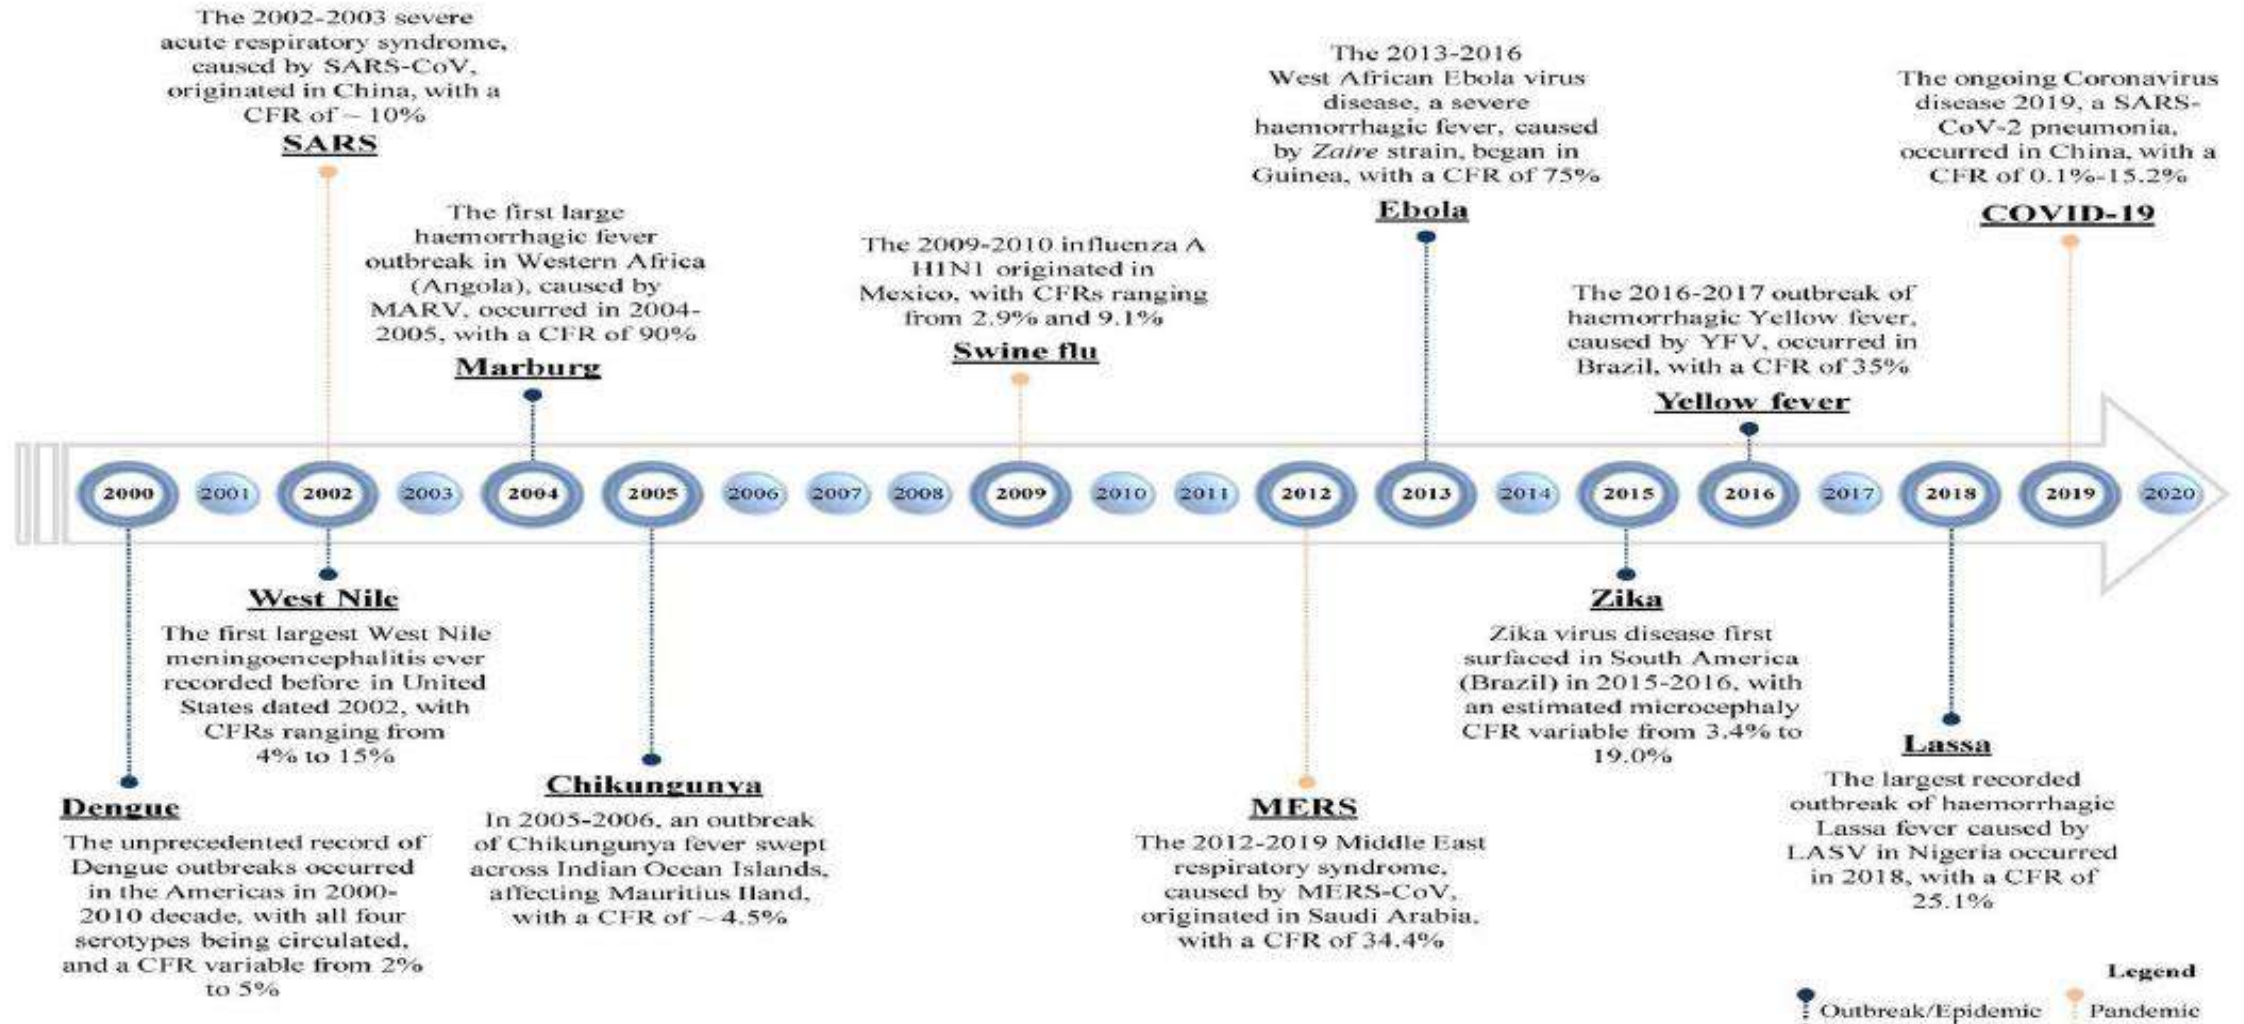 The 2002-2003 severe
acute respiratory syndrome,
caused by SARS-CoV,
originated in China, with a
CFR of ~ 10%
SARS
The first large
haemorrhagic fever
outbreak in Western Africa
(Angola), caused by
MARV, occurred in 2004-
2005, with a CFR of 90%
Marburg
The 2009-2010 influenza A
H1N1 originated in
Mexico, with CFRs ranging
from 2.9% and 9.1%
Swine flu
The 2013-2016
West African Ebola virus
disease, a severe
haemorrhagic fever, caused
by Zaire strain, began in
Guinea, with a CFR of 75%
Ebola
The 2016-2017 outbreak of
haemorrhagic Yellow fever,
caused by YFV, occurred in
Brazil, with a CFR of 35%
Yellow fever
The ongoing Coronavirus
disease 2019, a SARS-
CoV-2 pneumonia,
occurred in China, with a
CFR of 0.1%-15.2%
COVID-19
2000 2001 2002 2003 2004 2005 2006 2007 2008 2009 2010 2011 2012 2013 2014 2015 2016 2017 2018 2019 2020
Dengue
The unprecedented record of
Dengue outbreaks occurred
in the Americas in 2000-
2010 decade, with all four
serotypes being circulated,
and a CFR variable from 2%
to 5%
West Nile
The first largest West Nile
meningoencephalitis ever
recorded before in United
States dated 2002, with
CFRs ranging from
4% to 15%
Chikungunya
In 2005-2006, an outbreak
of Chikungunya fever swept
across Indian Ocean Islands,
affecting Mauritius Iland,
with a CFR of ~ 4.5%
MERS
The 2012-2019 Middle East
respiratory syndrome,
caused by MERS-CoV,
originated in Saudi Arabia,
with a CFR of 34.4%
Zika
Zika virus disease first
surfaced in South America
(Brazil) in 2015-2016, with
an estimated microcephaly
CFR variable from 3.4% to
19.0%
Lassa
The largest recorded
outbreak of haemorrhagic
Lassa fever caused by
LASV in Nigeria occurred
in 2018, with a CFR of
25.1%
Legend
Outbreak/Epidemic Pandemic